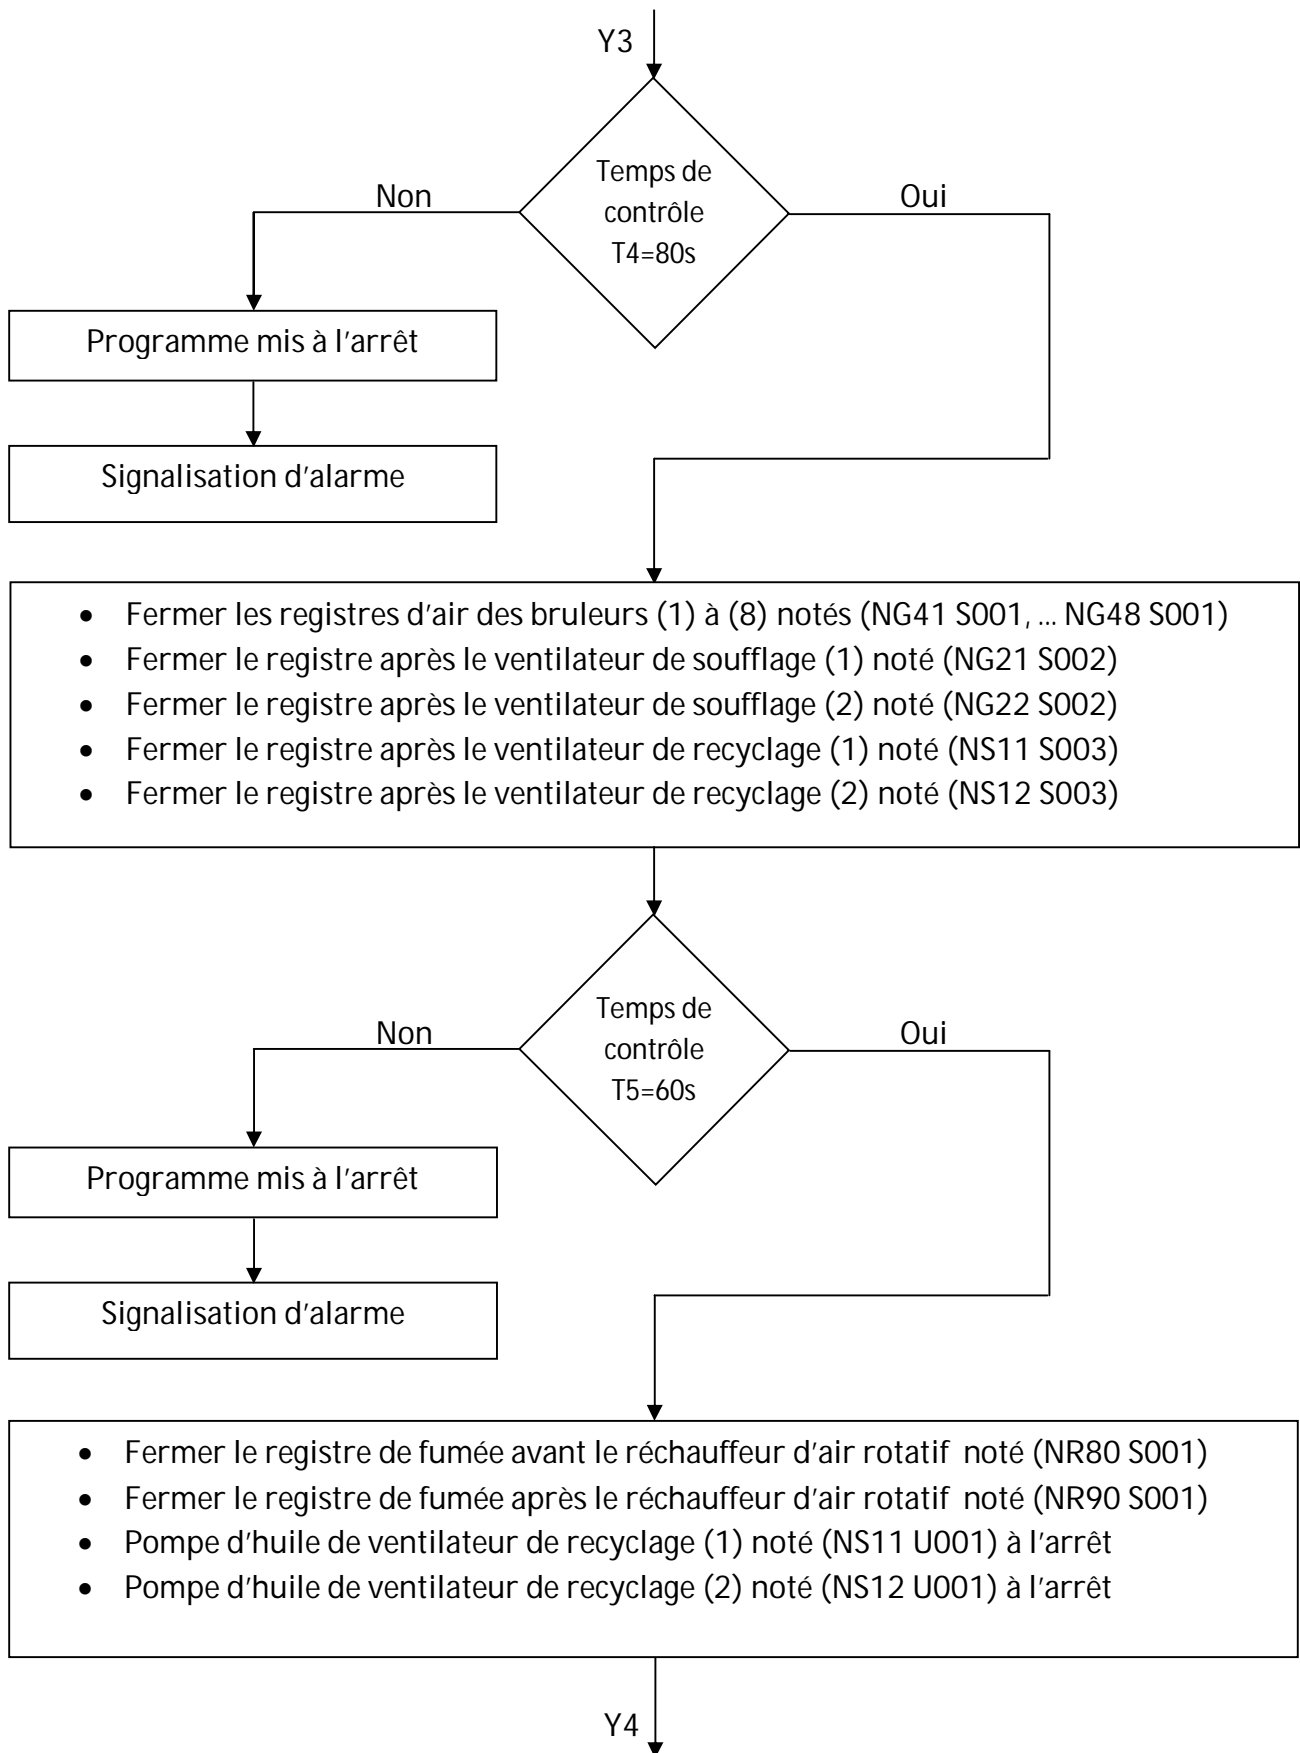 Y3
Temps de
contrôle
T4=80s
Non
Oui
Programme mis à l'arrêt
Signalisation d'alarme
• Fermer les registres d'air des bruleurs (1) à (8) notés (NG41 S001, ... NG48 S001)
• Fermer le registre après le ventilateur de soufflage (1) noté (NG21 S002)
• Fermer le registre après le ventilateur de soufflage (2) noté (NG22 S002)
• Fermer le registre après le ventilateur de recyclage (1) noté (NS11 S003)
• Fermer le registre après le ventilateur de recyclage (2) noté (NS12 S003)
Temps de
contrôle
T5=60s
Non
Oui
Programme mis à l'arrêt
Signalisation d'alarme
• Fermer le registre de fumée avant le réchauffeur d'air rotatif noté (NR80 S001)
• Fermer le registre de fumée après le réchauffeur d'air rotatif noté (NR90 S001)
• Pompe d'huile de ventilateur de recyclage (1) noté (NS11 U001) à l'arrêt
• Pompe d'huile de ventilateur de recyclage (2) noté (NS12 U001) à l'arrêt
Y4